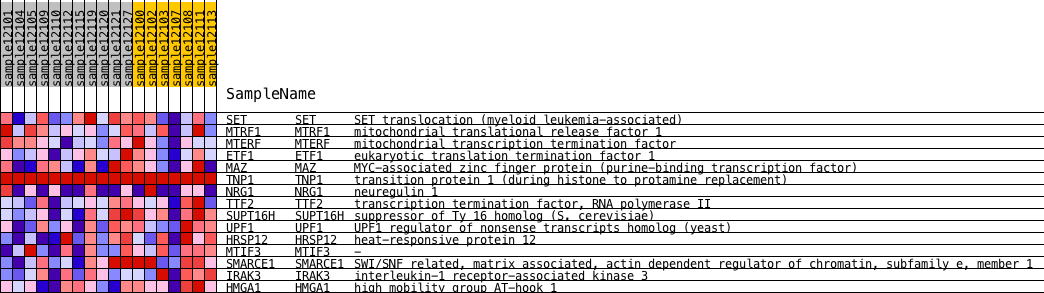 sample12101
sample12104
sample12105
sample12109
sample12110
sample12112
sample12115
sample12119
sample12120
sample12121
sample12127
sample12100
sample12102
sample12103
sample12107
sample12108
sample12111
sample12113
SampleName
SET SET SET translocation (myeloid leukemia-associated)
MTRF1 MTRF1 mitochondrial translational release factor 1
MTERF MTERF mitochondrial transcription termination factor
ETF1 ETF1 eukaryotic translation termination factor 1
MAZ MAZ MYC-associated zinc finger protein (purine-binding transcription factor)
TNP1 TNP1 transition protein 1 (during histone to protamine replacement)
NRG1 NRG1 neuregulin 1
TTF2 TTF2 transcription termination factor, RNA polymerase II
SUPT16H SUPT16H suppressor of Ty 16 homolog (S. cerevisiae)
UPF1 UPF1 UPF1 regulator of nonsense transcripts homolog (yeast)
HRSP12 HRSP12 heat-responsive protein 12
MTIF3 MTIF3 -
SMARCE1 SMARCE1 SWI/SNF related, matrix associated, actin dependent regulator of chromatin, subfamily e, member 1
IRAK3 IRAK3 interleukin-1 receptor-associated kinase 3
HMGA1 HMGA1 high mobility group AT-hook 1